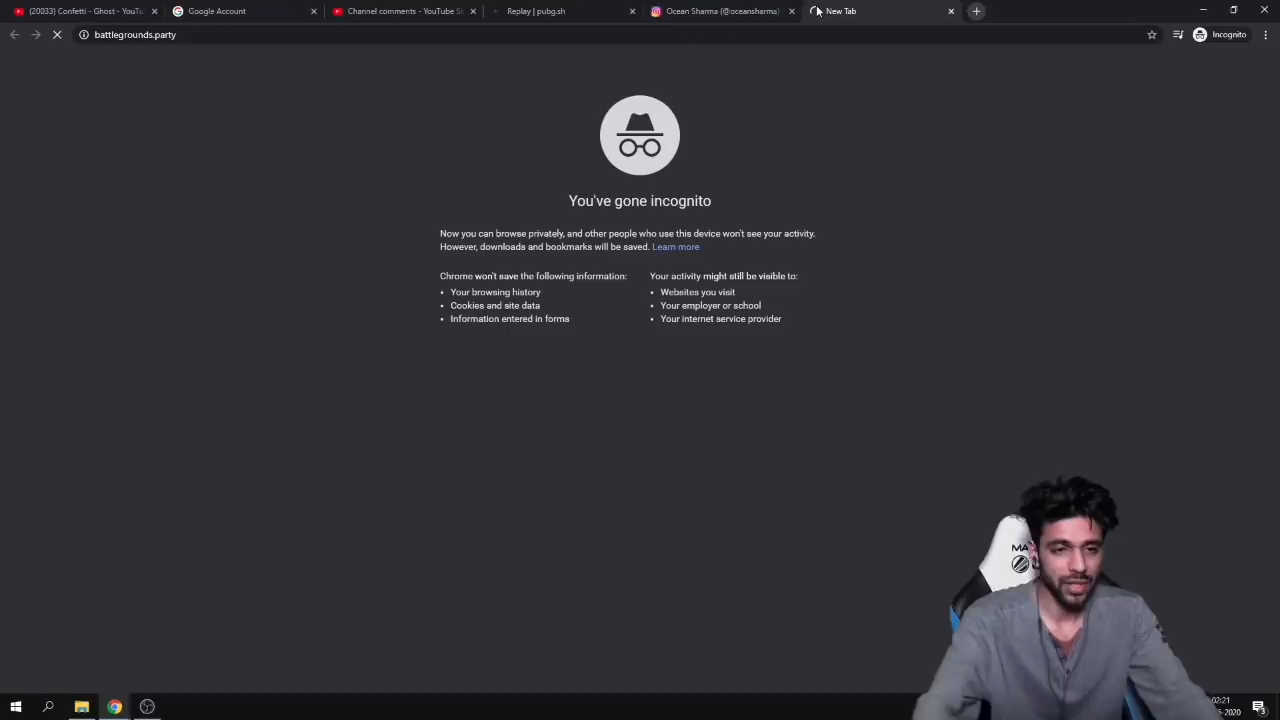 (20033) Confetti - Ghost - YouTu
Google Account
Channel comments - YouTube St
Replay | pubg.sh
Ocean Sharma (@oceansharma)
New Tab
battlegrounds.party
Incognito
You've gone incognito
Now you can browse privately, and other people who use this device won't see your activity.
However, downloads and bookmarks will be saved. Learn more
Chrome won't save the following information:
Your browsing history
Cookies and site data
Information entered in forms
Your activity might still be visible to:
Websites you visit
Your employer or school
Your internet service provider
MA
02:21
-2020